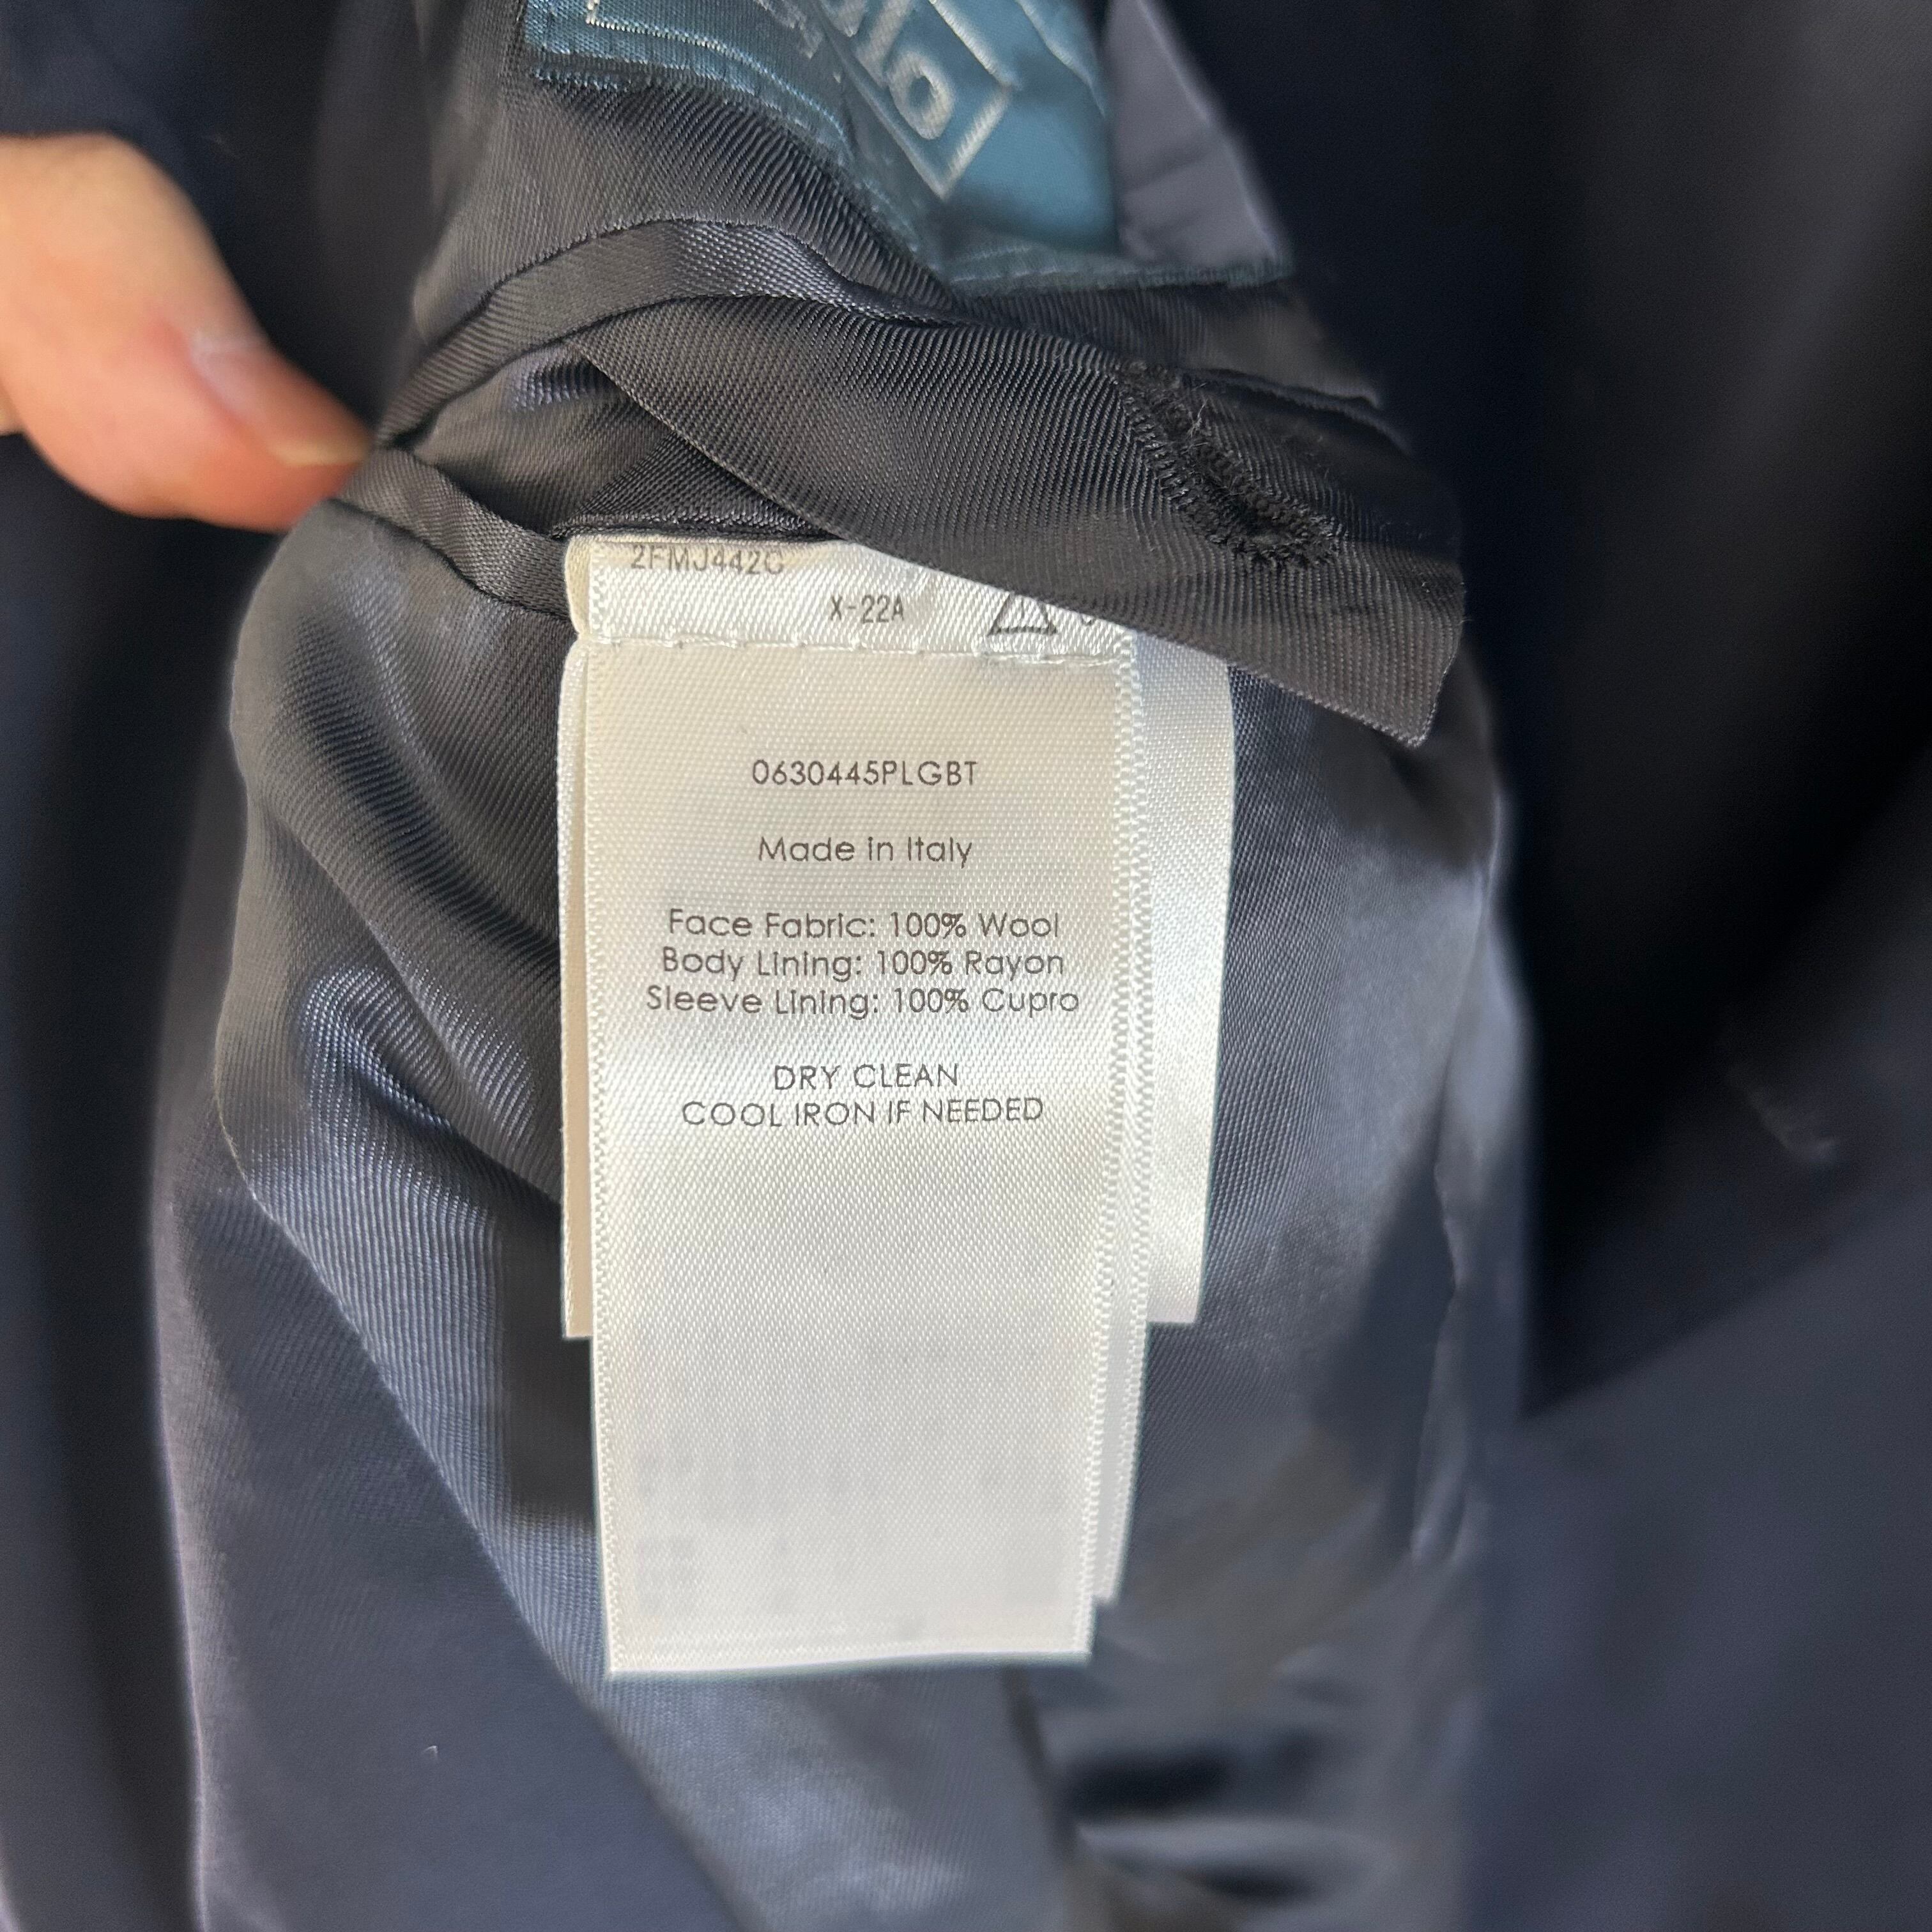 2FMJ442C
X-22A
0630445PLGBT
Made in Italy
Face Fabric: 100% Wool
Body Lining: 100% Rayon
Sleeve Lining: 100% Cupro
DRY CLEAN
COOL IRON IF NEEDED